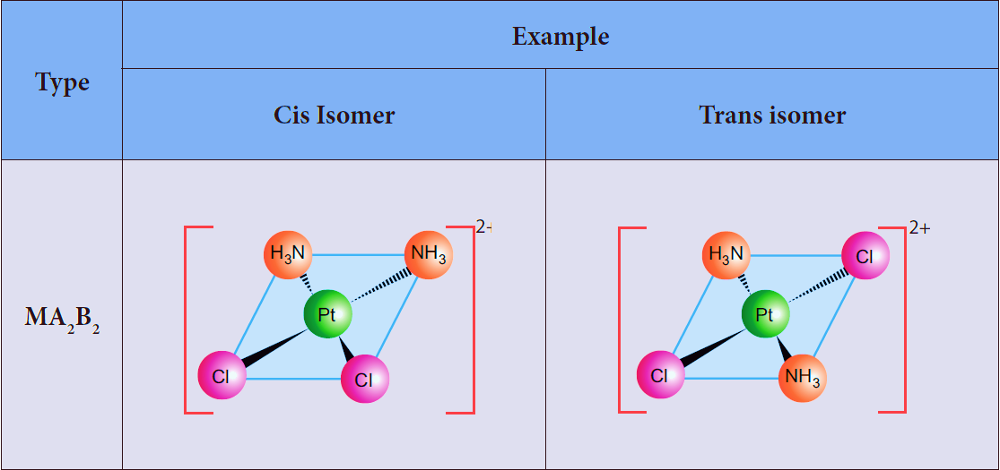 Example
Type
Cis Isomer
Trans isomer
MA₂B₂
2+
H₃N
NH₃
Pt
Cl
Cl
2+
H₃N
Cl
Pt
Cl
NH₃